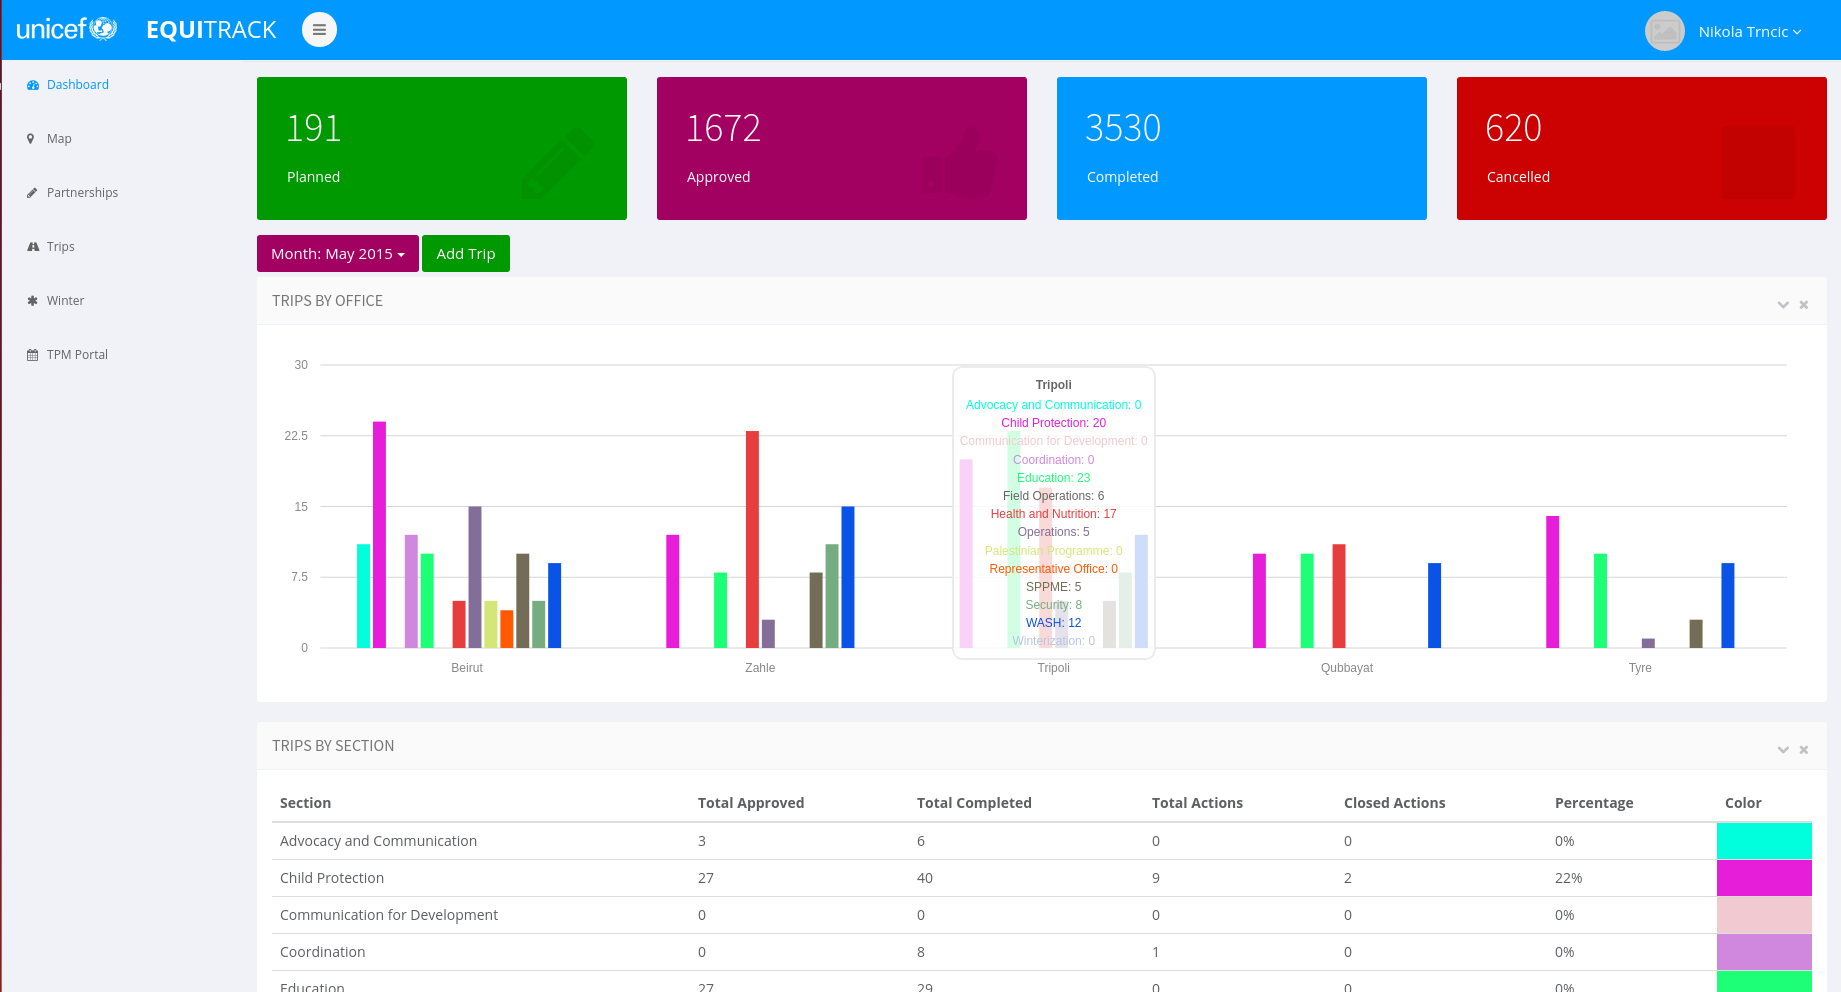 unicef EQUITRACK Nikola Trncic
Dashboard
Map
Partnerships
Trips
Winter
TPM Portal
191 1672 3530 620
Planned Approved Completed Cancelled
Month: May 2015 Add Trip
TRIPS BY OFFICE
30
22.5
15
7.5
0
Tripoli
Advocacy and Communication: 0
Child Protection: 20
Communication for Development: 0
Coordination: 0
Education: 23
Field Operations: 6
Health and Nutrition: 17
Operations: 5
Palestinian Programme: 0
Representative Office: 0
SPPME: 5
Security: 8
WASH: 12
Winterization: 0
Beirut Zahle Tripoli Qubbayat Tyre
TRIPS BY SECTION
Section Total Approved Total Completed Total Actions Closed Actions Percentage Color
Advocacy and Communication 3 6 0 0 0%
Child Protection 27 40 9 2 22%
Communication for Development 0 0 0 0 0%
Coordination 0 8 1 0 0%
Education 27 29 0 0 0%